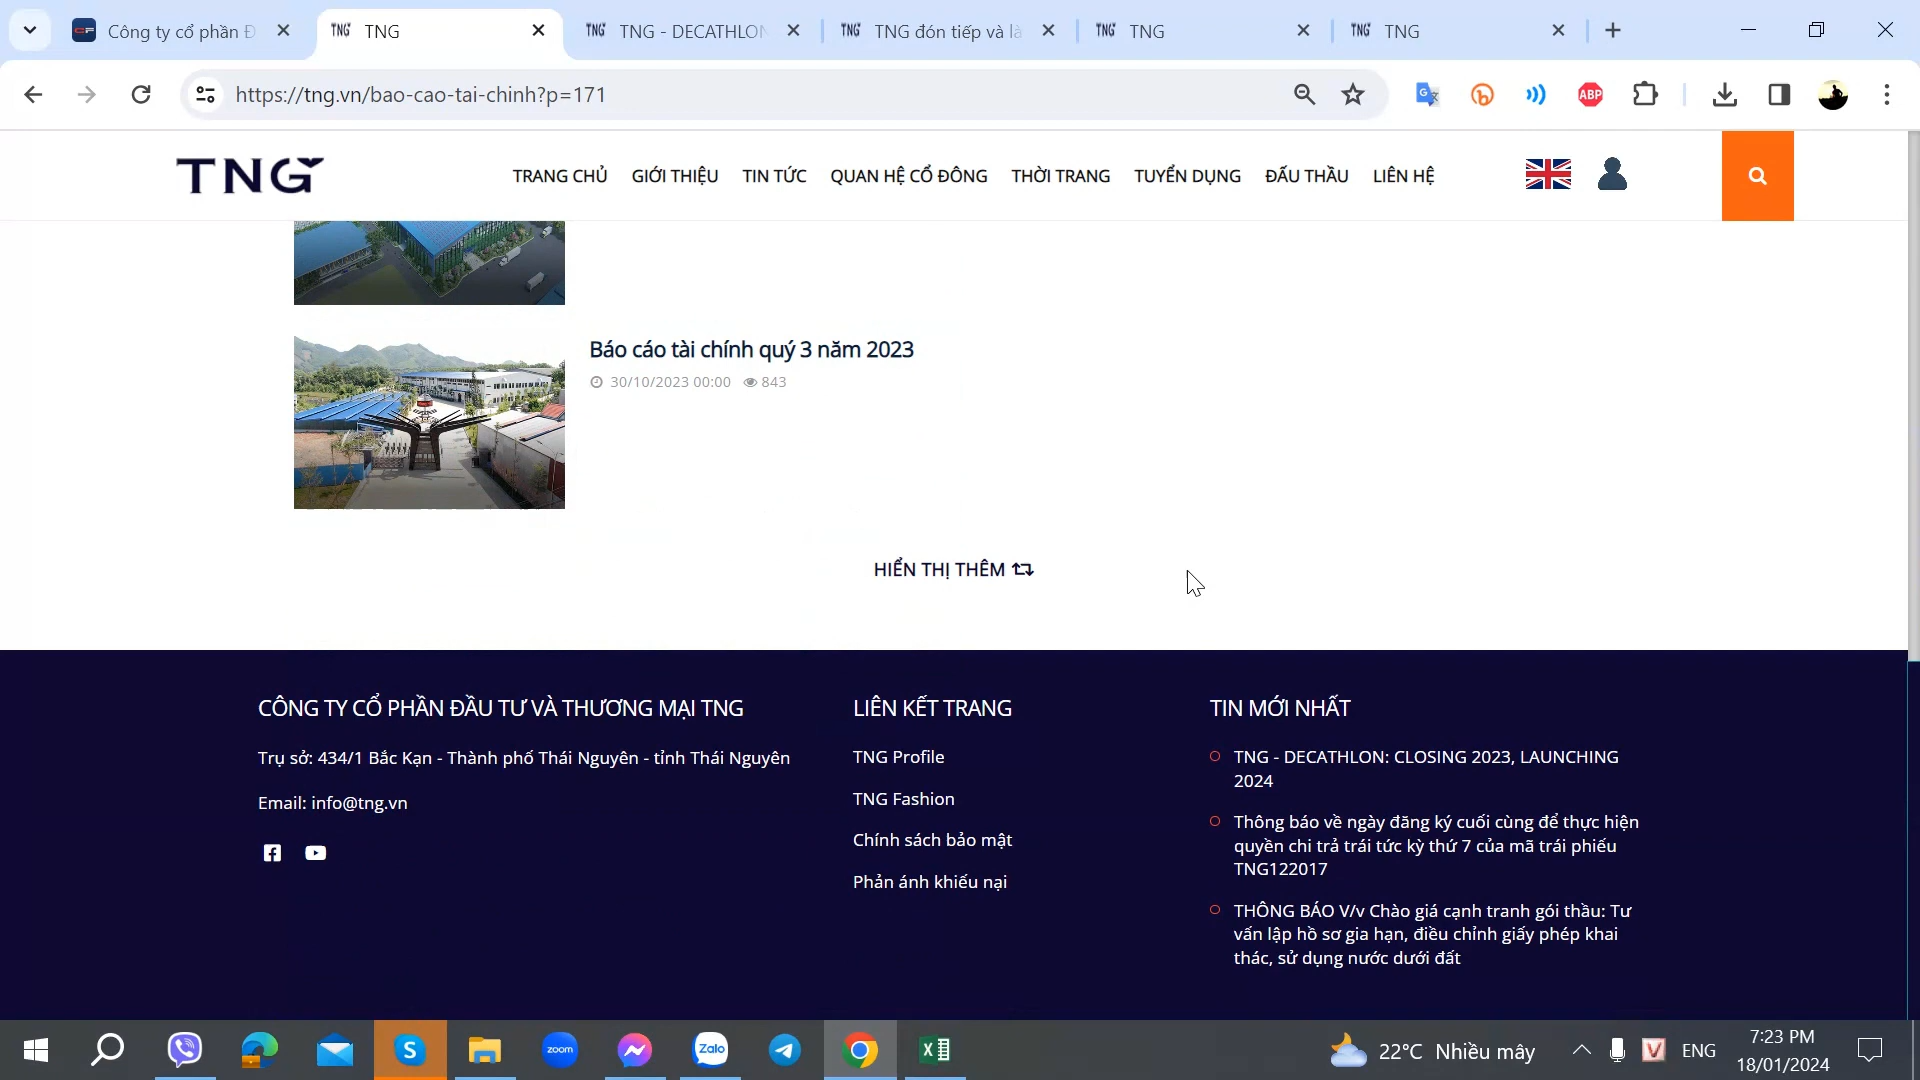 Công ty cổ phần Đ
TNG
TNG - DECATHLON
TNG đón tiếp và là
TNG
TNG
https://tng.vn/bao-cao-tai-chinh?p=171
ABP
TNG
TRANG CHỦ
GIỚI THIỆU
TIN TỨC
QUAN HỆ CỔ ĐÔNG
THỜI TRANG
TUYỂN DỤNG
ĐẤU THẦU
LIÊN HỆ
Báo cáo tài chính quý 3 năm 2023
30/10/2023 00:00 843
HIỂN THỊ THÊM
CÔNG TY CỔ PHẦN ĐẦU TƯ VÀ THƯƠNG MẠI TNG
Trụ sở: 434/1 Bắc Kạn - Thành phố Thái Nguyên - tỉnh Thái Nguyên
Email: info@tng.vn
LIÊN KẾT TRANG
TNG Profile
TNG Fashion
Chính sách bảo mật
Phản ánh khiếu nại
TIN MỚI NHẤT
TNG - DECATHLON: CLOSING 2023, LAUNCHING
2024
Thông báo về ngày đăng ký cuối cùng để thực hiện
quyền chi trả trái tức kỳ thứ 7 của mã trái phiếu
TNG122017
THÔNG BÁO V/v Chào giá cạnh tranh gói thầu: Tư
vấn lập hồ sơ gia hạn, điều chỉnh giấy phép khai
thác, sử dụng nước dưới đất
zoom
Zalo
22°C Nhiều mây
ENG
7:23 PM
18/01/2024